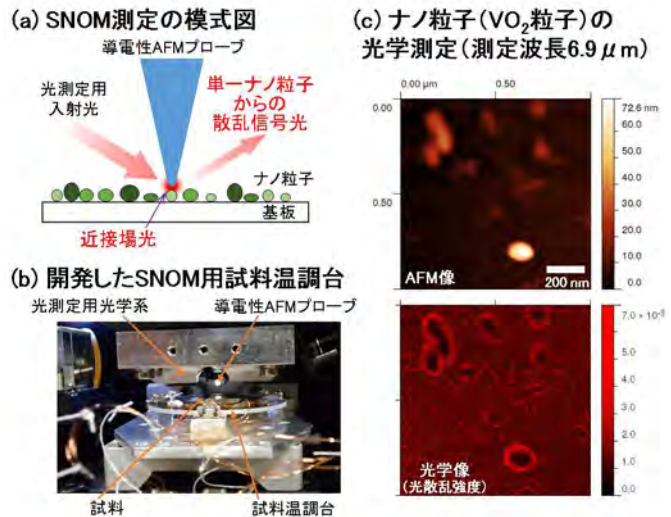 (a) SNOM測定の模式図
導電性AFMプローブ
光測定用
入射光
単一ナノ粒子
からの
散乱信号光
ナノ粒子
基板
近接場光
(b) 開発したSNOM用試料温調台
光測定用光学系
導電性AFMプローブ
試料
試料温調台
(c) ナノ粒子(VO₂粒子)の
光学測定(測定波長6.9μm)
0.00 μm
0.50
0.00
0.50
AFM像
200 nm
72.6 nm
60.0
50.0
40.0
30.0
20.0
10.0
0.0
光学像
(光散乱強度)
5.0
4.0
3.0
2.0
1.0
0.0